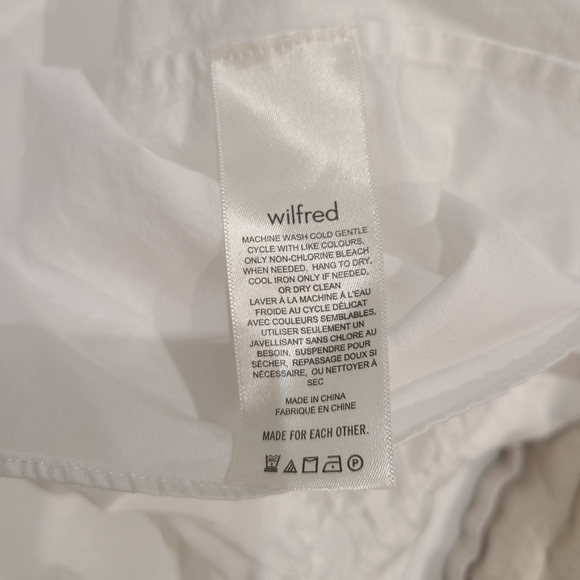 wilfred
MACHINE WASH COLD GENTLE
CYCLE WITH LIKE COLOURS,
ONLY NON-CHLORINE BLEACH
WHEN NEEDED, HANG TO DRY,
COOL IRON ONLY IF NEEDED,
OR DRY CLEAN
LAVER À LA MACHINE À L'EAU
FROIDE AU CYCLE DÉLICAT
AVEC COULEURS SEMBLABLES,
UTILISER SEULEMENT UN
JAVELLISANT SANS CHLORE AU
BESOIN, SUSPENDRE POUR
SÉCHER, REPASSAGE DOUX SI
NÉCESSAIRE, OU NETTOYER À
SEC
MADE IN CHINA
FABRIQUÉ EN CHINE
MADE FOR EACH OTHER.
P